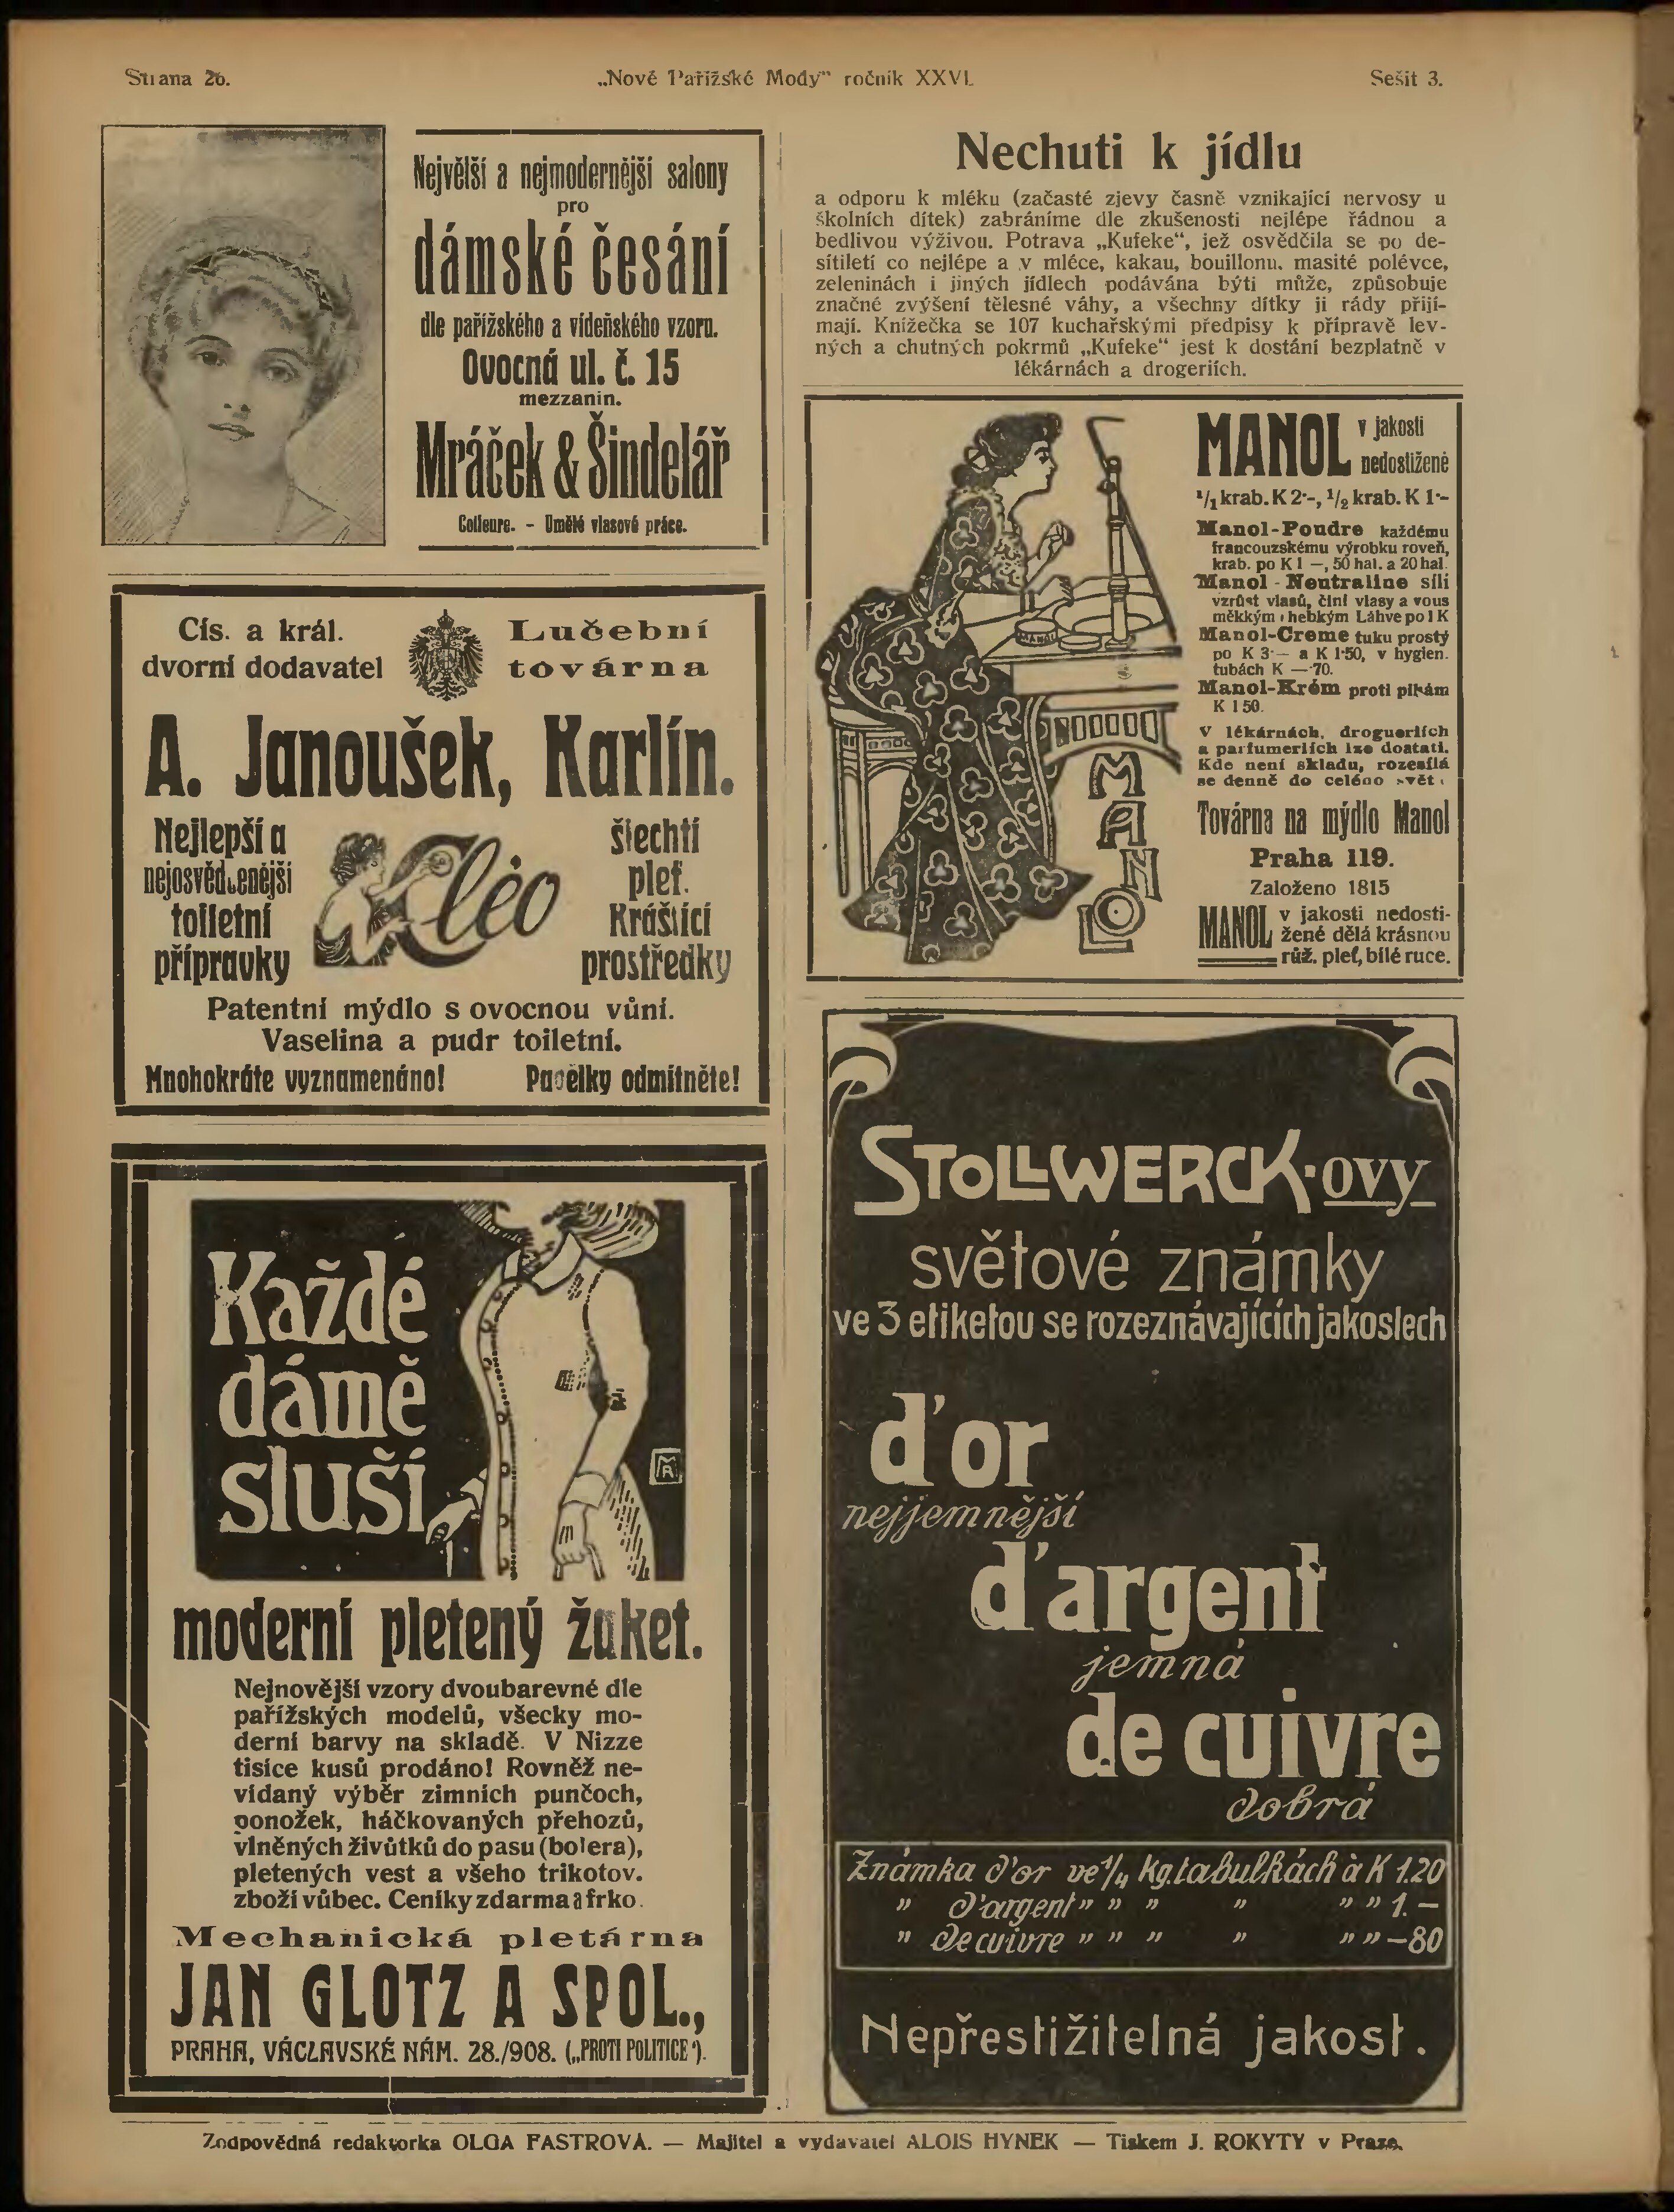 Strana 26.
„Nové Pařížské Mody“ ročník XXVI.
Sešit 3.
Největší a nejmodernější salony
pro
dámské česání
dle pařížského a vídeňského vzoru.
Ovocná ul. č. 15
mezzanin.
Mráček & Šindelář
Coifeure. - Umělé vlasové práce.
Cís. a král.
dvorní dodavatel
Lučební
továrna
A. Janoušek, Karlín.
Nejlepší a
nejosvědčenější
toiletní
přípravky
Cléo
šlechtí
pleť.
Krášlící
prostředky
Patentní mýdlo s ovocnou vůní.
Vaselina a pudr toiletní.
Mnohokráte vyznamenáno! Padělky odmítněte!
Každé
dámě
sluší
moderní pletený žaket.
Nejnovější vzory dvoubarevné dle
pařížských modelů, všecky mo-
derní barvy na skladě. V Nizze
tisíce kusů prodáno! Rovněž ne-
vídaný výběr zimních punčoch,
ponožek, háčkovaných přehozů,
vlněných živůtků do pasu (bolera),
pletených vest a všeho trikotov.
zboží vůbec. Ceníky zdarma a frko.
Mechanická pletárna
JAN GLOTZ A SPOL.,
PRAHA, VÁCLAVSKÉ NÁM. 28./908. („PROTI POLITICE“).
Nechuti k jídlu
a odporu k mléku (začasté zjevy časně vznikající nervosy u
školních dítek) zabráníme dle zkušenosti nejlépe řádnou a
bedlivou výživou. Potrava „Kufeke“, jež osvědčila se po de-
sítiletí co nejlépe a v mléce, kakau, bouillonu, masité polévce,
zeleninách i jiných jídlech podávána býti může, způsobuje
značné zvýšení tělesné váhy, a všechny dítky ji rády přijí-
mají. Knížečka se 107 kuchařskými předpisy k přípravě lev-
ných a chutných pokrmů „Kufeke“ jest k dostání bezplatně v
lékárnách a drogeriích.
MANOL v jakosti
nedostižené
1/1 krab. K 2·-, 1/2 krab. K 1·-
Manol-Poudre každému
francouzskému výrobku roveň,
krab. po K 1 —, 50 hal. a 20 hal.
Manol - Neutraline sílí
vzrůst vlasů, činí vlasy a vous
měkkým i hebkým Láhve po 1 K
Manol-Creme tuku prostý
po K 3·— a K 1·50, v hygien.
tubách K —·70.
Manol-Krém proti pihám
K 1 50.
V lékárnách, drogueriích
a parfumeriích lze dostati.
Kde není skladu, rozesílá
se denně do celého svět
Továrna na mýdlo Manol
Praha 119.
Založeno 1815
MANOL v jakosti nedosti-
žené dělá krásnou
růž. pleť, bílé ruce.
MANOL
MANOL
STOLLWERCK·ovy
světové známky
ve 3 etiketou se rozeznávajících jakostech
d'or
nejjemnější
d'argent
jemná
de cuivre
dobrá
Známka d'or ve 1/4 kg. tabulkách à K 1.20
„ d'argent „ „ „ „ „ „ 1. —
„ de cuivre „ „ „ „ „ „ —80
Nepřestižitelná jakost.
Zodpovědná redaktorka OLGA FASTROVÁ. — Majitel a vydavatel ALOIS HYNEK — Tiskem J. ROKYTY v Praze.